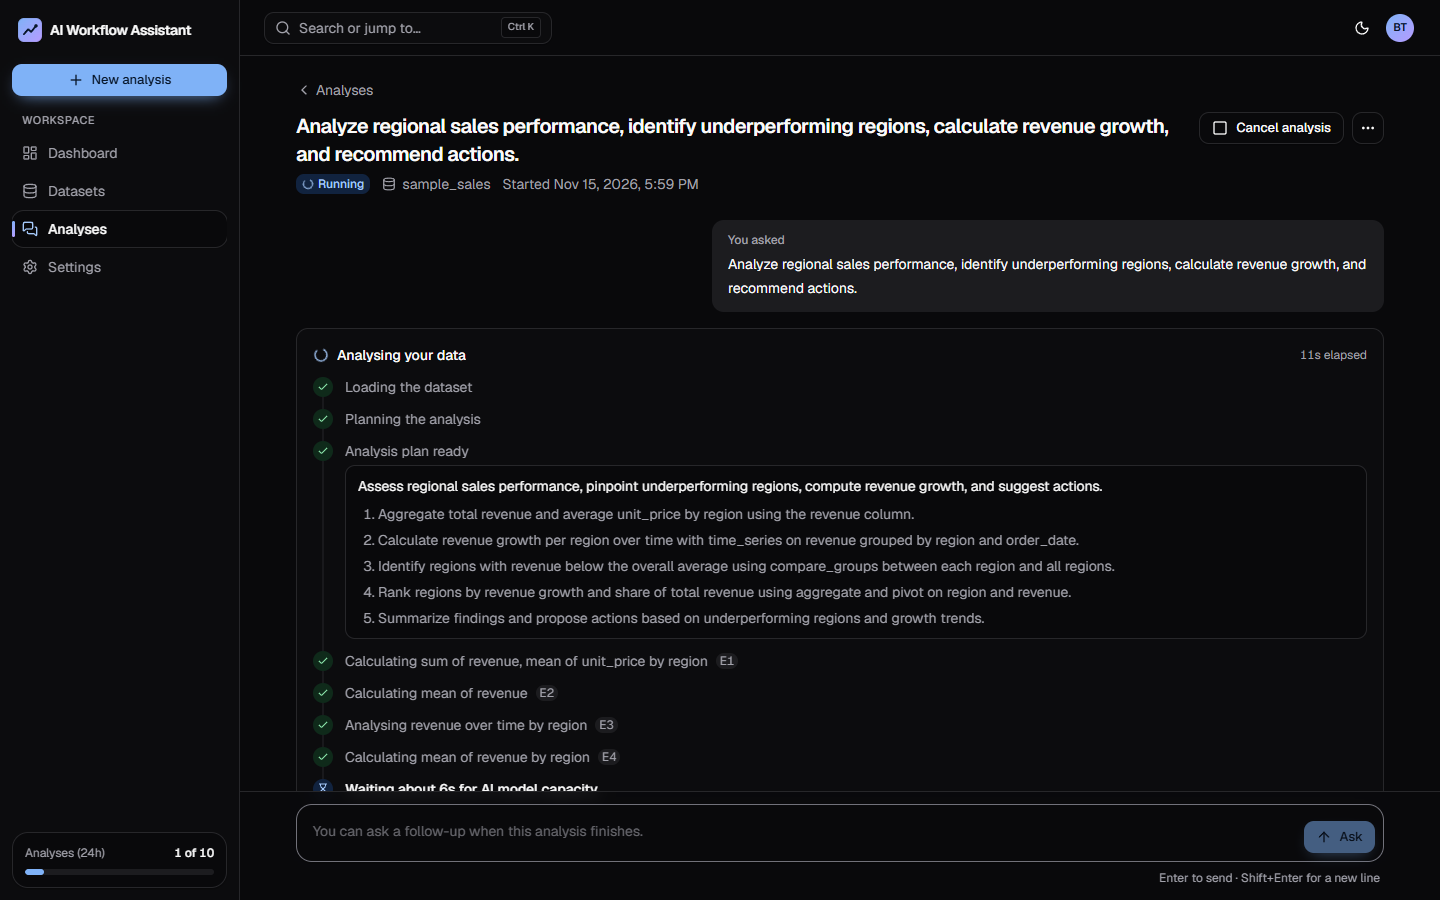 AI Workflow Assistant
Search or jump to...
Ctrl K
BT
New analysis
WORKSPACE
Dashboard
Datasets
Analyses
Settings
Analyses
Analyze regional sales performance, identify underperforming regions, calculate revenue growth,
and recommend actions.
Cancel analysis
Running
sample_sales
Started Nov 15, 2026, 5:59 PM
You asked
Analyze regional sales performance, identify underperforming regions, calculate revenue growth, and
recommend actions.
Analysing your data
11s elapsed
Loading the dataset
Planning the analysis
Analysis plan ready
Assess regional sales performance, pinpoint underperforming regions, compute revenue growth, and suggest actions.
1. Aggregate total revenue and average unit_price by region using the revenue column.
2. Calculate revenue growth per region over time with time_series on revenue grouped by region and order_date.
3. Identify regions with revenue below the overall average using compare_groups between each region and all regions.
4. Rank regions by revenue growth and share of total revenue using aggregate and pivot on region and revenue.
5. Summarize findings and propose actions based on underperforming regions and growth trends.
Calculating sum of revenue, mean of unit_price by region E1
Calculating mean of revenue E2
Analysing revenue over time by region E3
Calculating mean of revenue by region E4
Waiting about 6s for AI model capacity
You can ask a follow-up when this analysis finishes.
Ask
Enter to send · Shift+Enter for a new line
Analyses (24h)
1 of 10